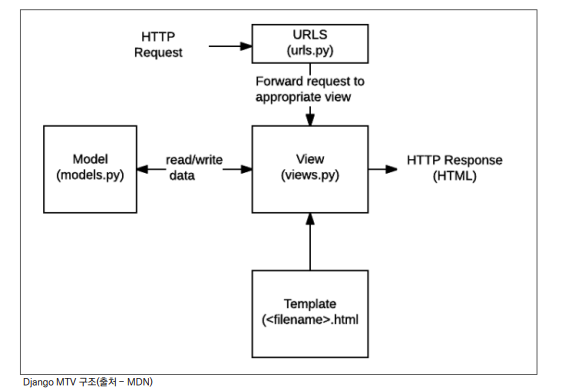 HTTP
Request
URLS
(urls.py)
Forward request to
appropriate view
Model
(models.py)
read/write
data
View
(views.py)
HTTP Response
(HTML)
Template
(<filename>.html
Django MTV 구조(출처 – MDN)